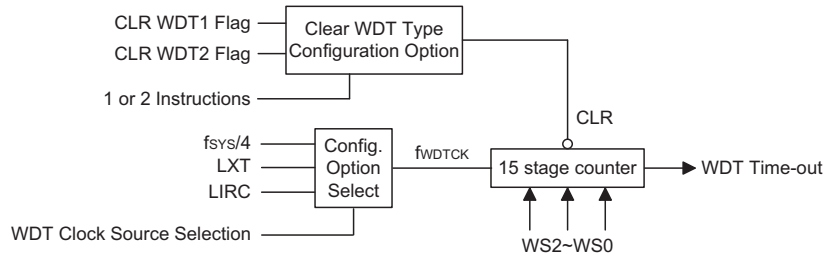 CLR WDT1 Flag
CLR WDT2 Flag
Clear WDT Type
Configuration Option
1 or 2 Instructions
CLR
fSYS/4
LXT
LIRC
Config.
Option
Select
fWDTCK
15 stage counter
WDT Time-out
WDT Clock Source Selection
WS2~WS0